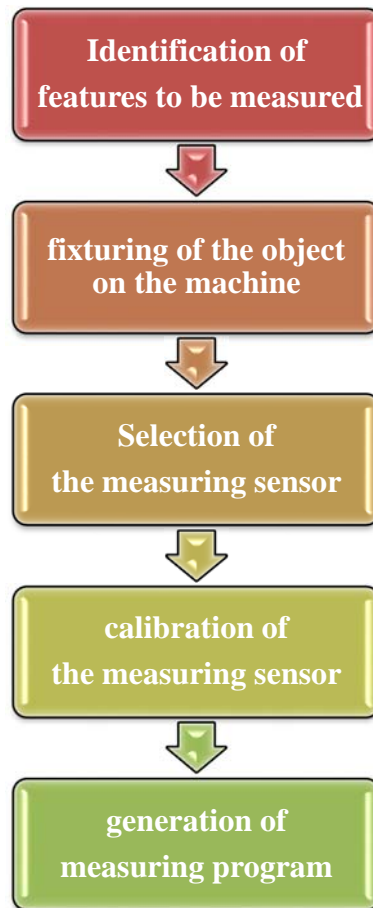 Identification of
features to be measured
fixturing of the object
on the machine
Selection of
the measuring sensor
calibration of
the measuring sensor
generation of
measuring program